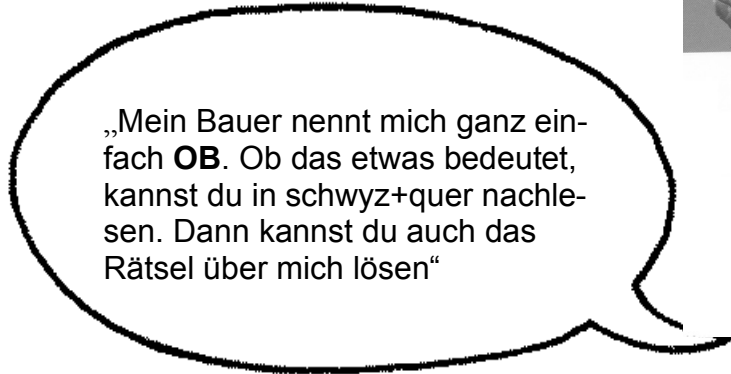 „Mein Bauer nennt mich ganz ein-
fach OB. Ob das etwas bedeutet,
kannst du in schwyz+quer nachle-
sen. Dann kannst du auch das
Rätsel über mich lösen“